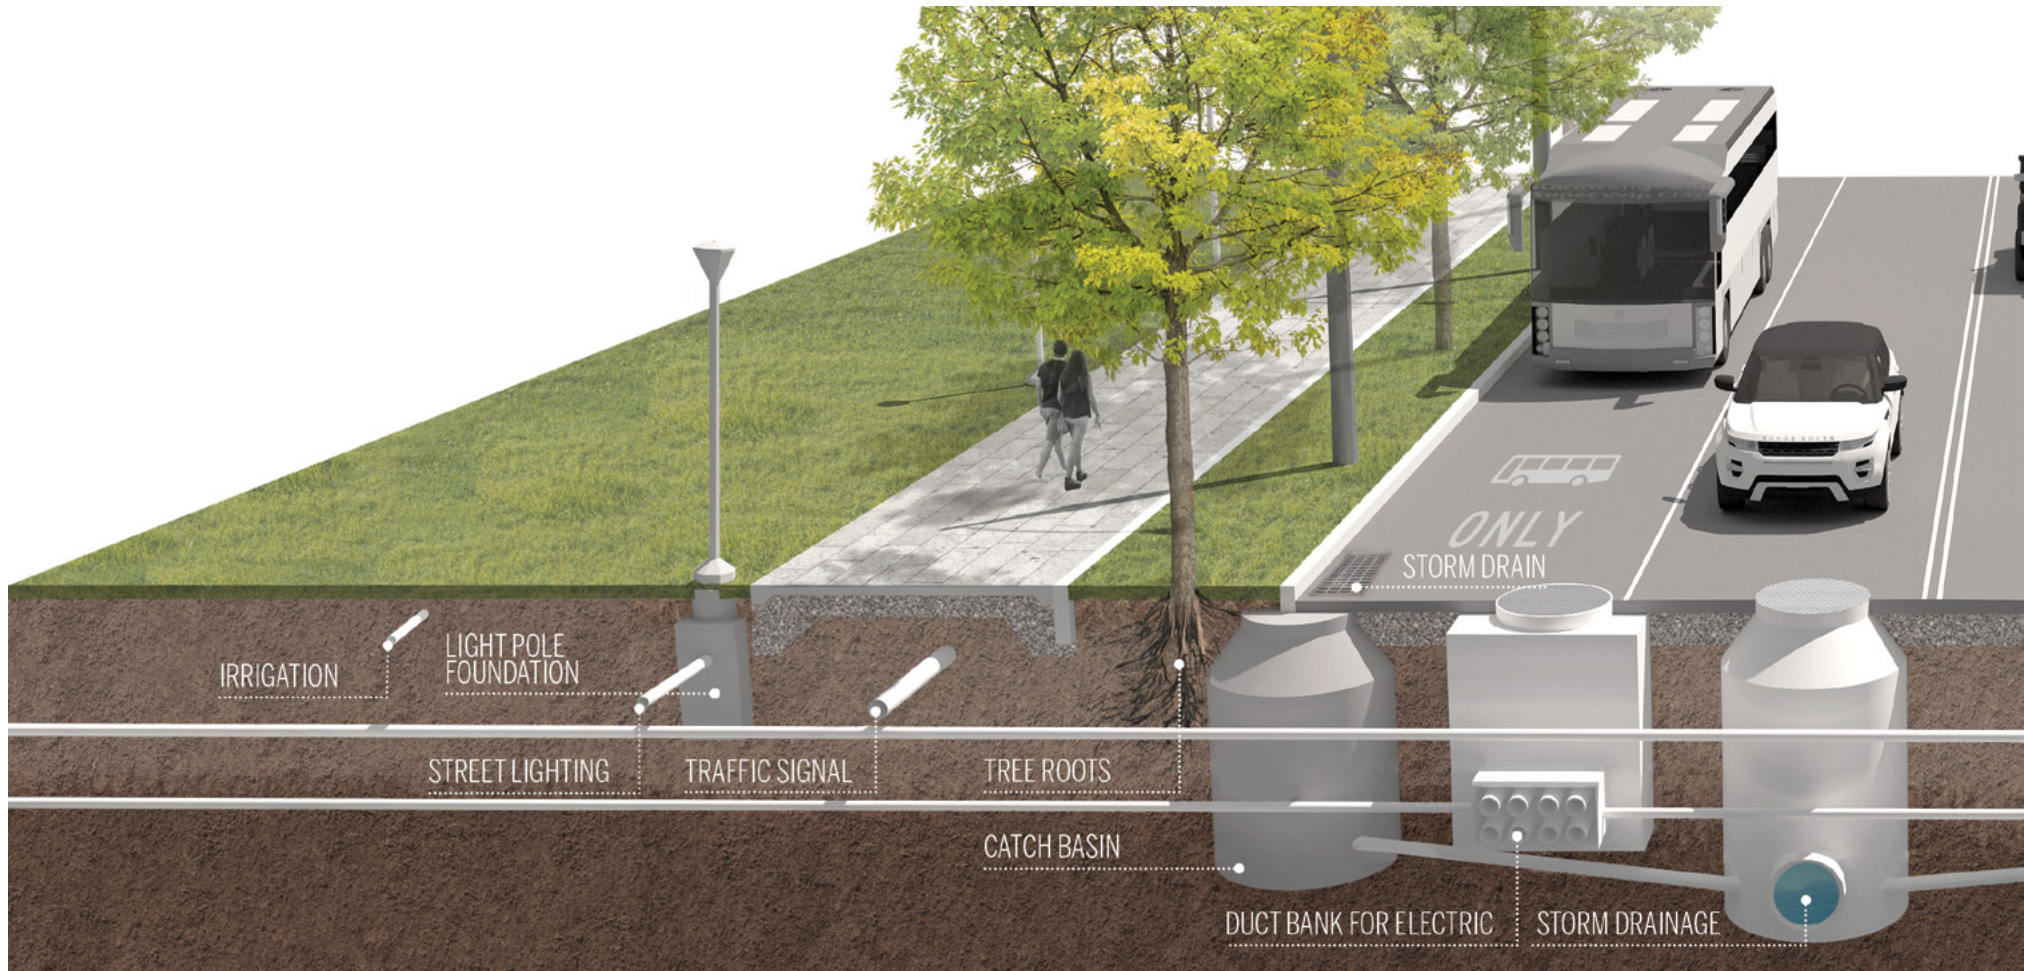 ONLY
STORM DRAIN
LIGHT POLE
FOUNDATION
IRRIGATION
STREET LIGHTING
TRAFFIC SIGNAL
TREE ROOTS
CATCH BASIN
DUCT BANK FOR ELECTRIC
STORM DRAINAGE